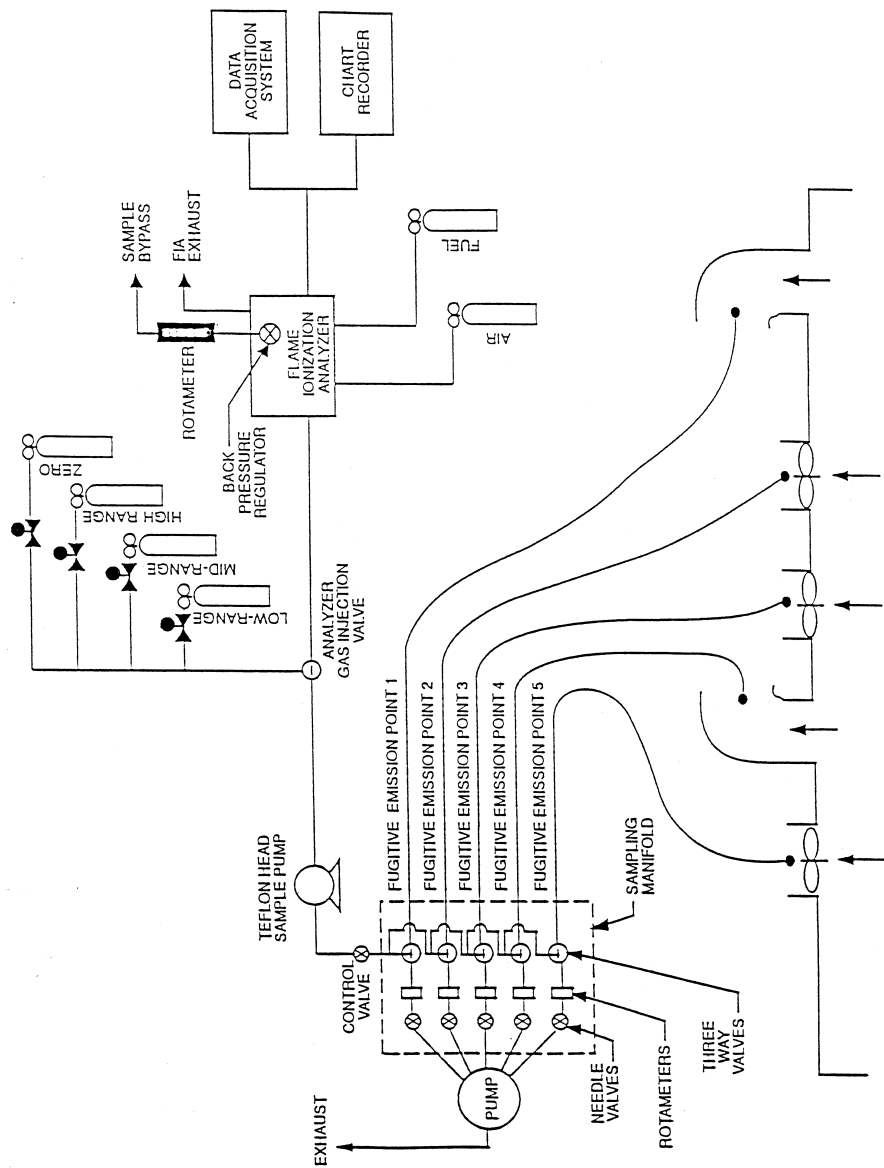 DATA
ACQUISITION
SYSTEM
CHART
RECORDER
SAMPLE
BYPASS
FIA
EXHAUST
ROTAMETER
FLAME
IONIZATION
ANALYZER
FUEL
AIR
BACK
PRESSURE
REGULATOR
ZERO
HIGH RANGE
MID-RANGE
LOW-RANGE
ANALYZER
GAS INJECTION
VALVE
TEFLON HEAD
SAMPLE PUMP
CONTROL
VALVE
FUGITIVE EMISSION POINT 1
FUGITIVE EMISSION POINT 2
FUGITIVE EMISSION POINT 3
FUGITIVE EMISSION POINT 4
FUGITIVE EMISSION POINT 5
SAMPLING
MANIFOLD
THREE
WAY
VALVES
ROTAMETERS
NEEDLE
VALVES
PUMP
EXHAUST